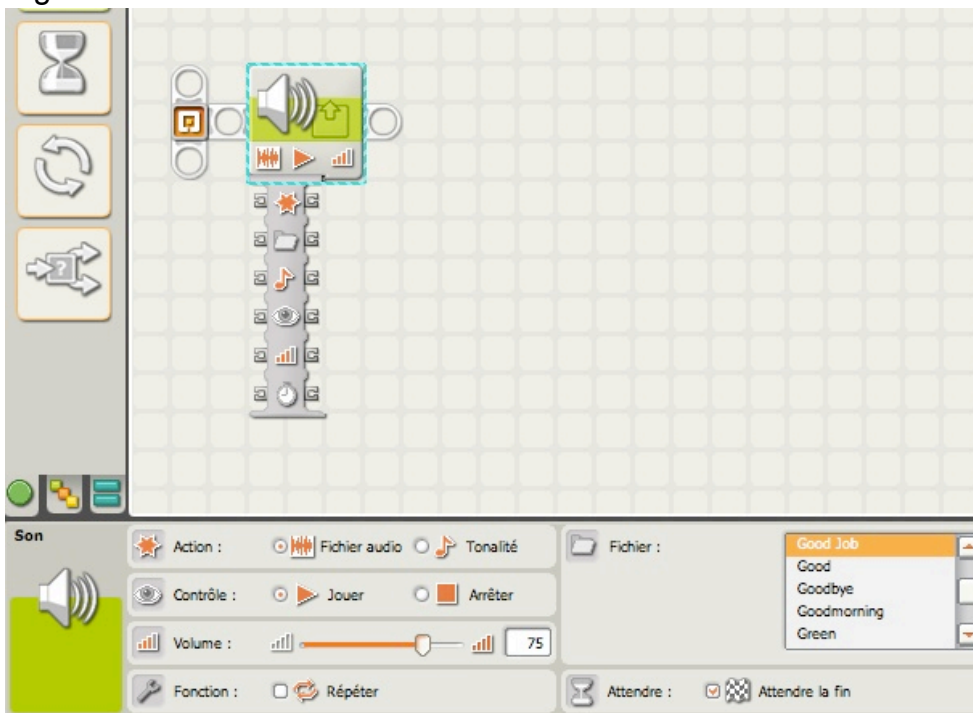 Son
Action :
Fichier audio
Tonalité
Contrôle :
Jouer
Arrêter
Volume :
75
Fonction :
Répéter
Fichier :
Good Job
Good
Goodbye
Goodmorning
Green
Attendre :
Attendre la fin